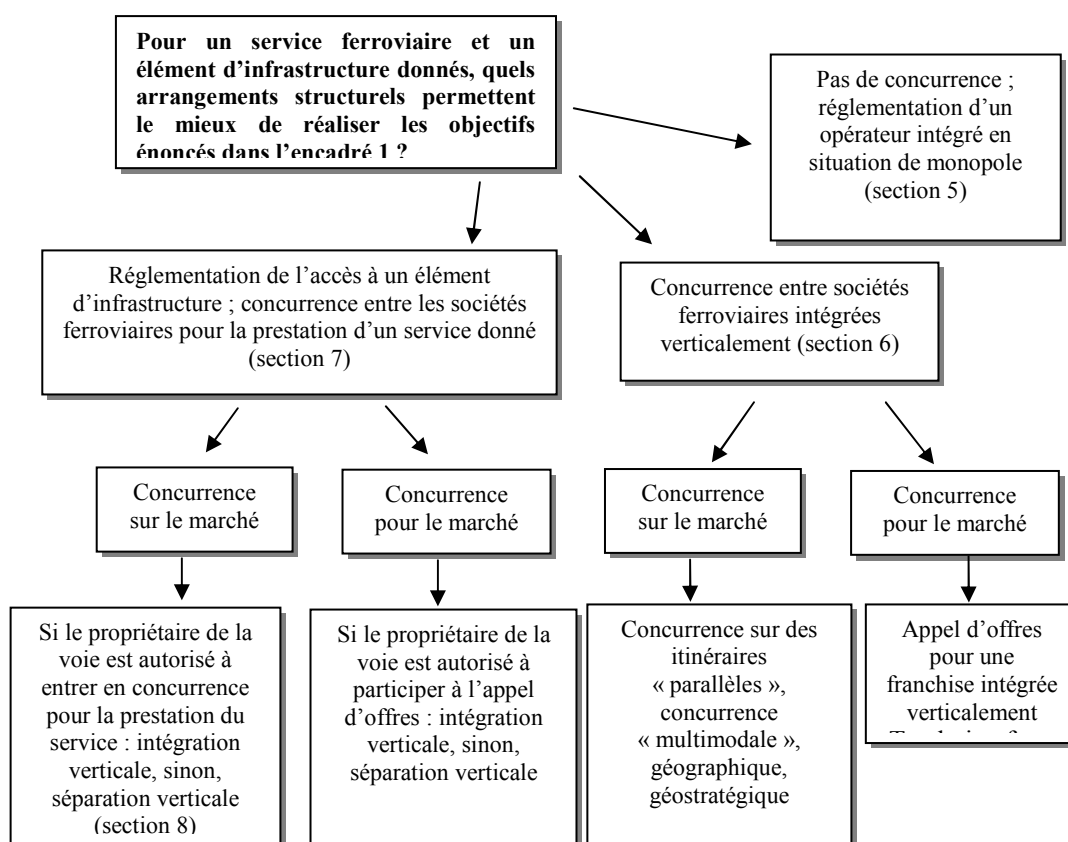 Pour un service ferroviaire et un
élément d'infrastructure donnés, quels
arrangements structurels permettent
le mieux de réaliser les objectifs
énoncés dans l'encadré 1 ?
Pas de concurrence ;
réglementation d'un
opérateur intégré en
situation de monopole
(section 5)
Réglementation de l'accès à un élément
d'infrastructure ; concurrence entre les sociétés
ferroviaires pour la prestation d'un service donné
(section 7)
Concurrence entre sociétés
ferroviaires intégrées
verticalement (section 6)
Concurrence
sur le marché
Concurrence
pour le marché
Concurrence
sur le marché
Concurrence
pour le marché
Si le propriétaire de la
voie est autorisé à
entrer en concurrence
pour la prestation du
service : intégration
verticale, sinon,
séparation verticale
(section 8)
Si le propriétaire de la
voie est autorisé à
participer à l'appel
d'offres : intégration
verticale, sinon,
séparation verticale
Concurrence sur des
itinéraires
« parallèles »,
concurrence
« multimodale »,
géographique,
géostratégique
Appel d'offres
pour une
franchise intégrée
verticalement